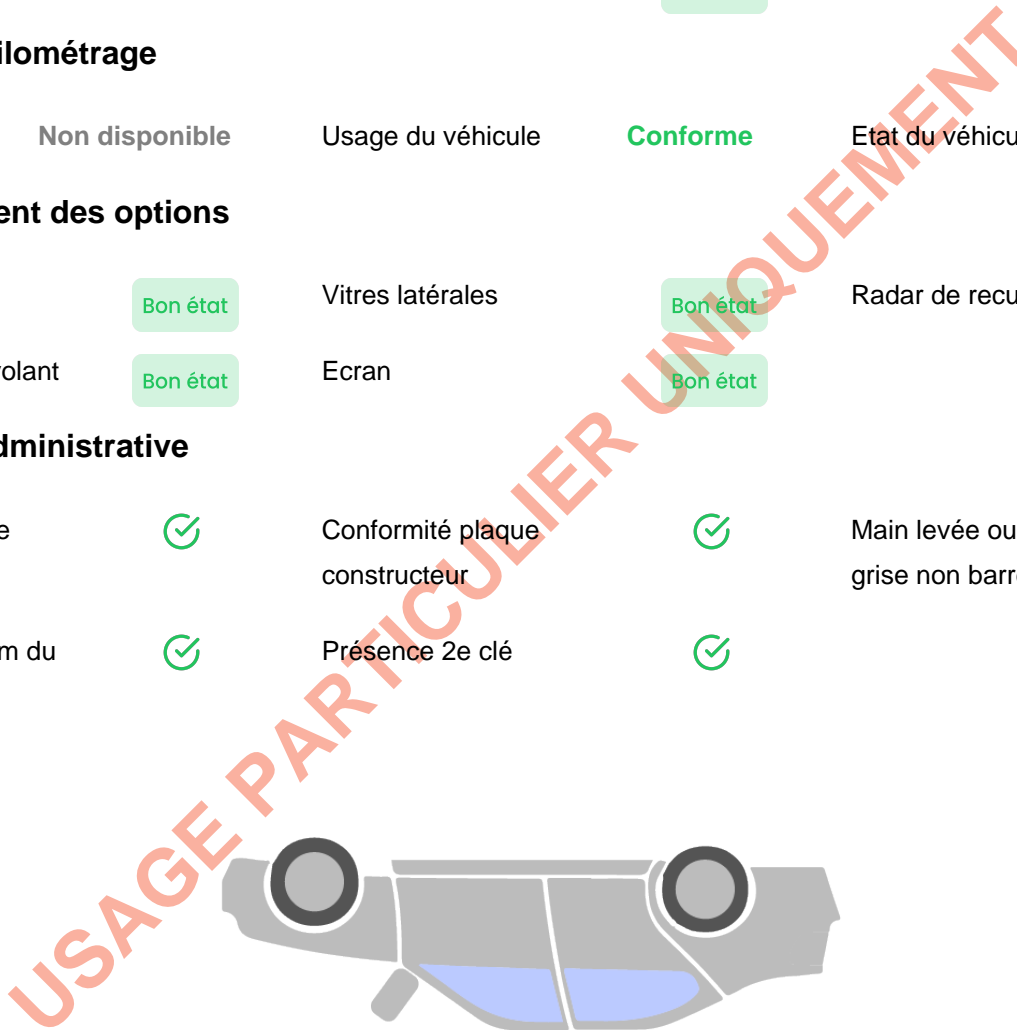 ilométrage
Non disponible Usage du véhicule Conforme Etat du véhicu
ent des options
Bon état Vitres latérales Bon état Radar de recu
olant Bon état Ecran Bon état
dministrative
e Conformité plaque Main levée ou
constructeur grise non barr
m du Présence 2e clé
USAGE PARTICULIER UNIQUEMENT